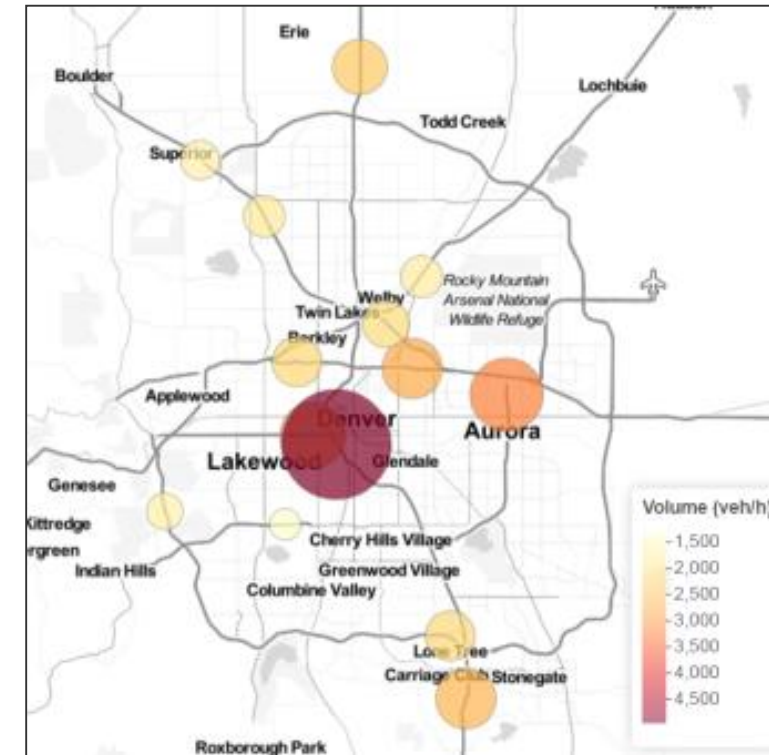 Erie
Boulder
Lochbuie
Todd Creek
Superior
Rocky Mountain
Arsenal National
Wildlife Refuge
Welby
Twin Lakes
Berkley
Applewood
Denver
Aurora
Lakewood
Glendale
Genesee
Kittredge
ergreen
Indian Hills
Cherry Hills Village
Greenwood Village
Columbine Valley
Lone Tree
Carriage Club
Stonegate
Roxborough Park
Volume (veh/h)
1,500
2,000
2,500
3,000
3,500
4,000
4,500